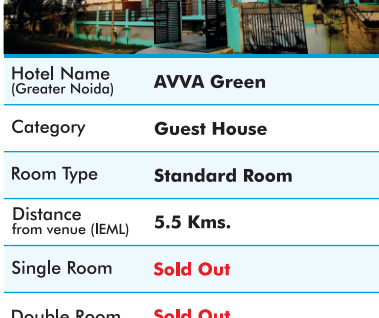 Hotel Name
(Greater Noida)
AVVA Green
Category
Guest House
Room Type
Standard Room
Distance
from venue (IEML)
5.5 Kms.
Single Room
Sold Out
Double Room
Sold Out